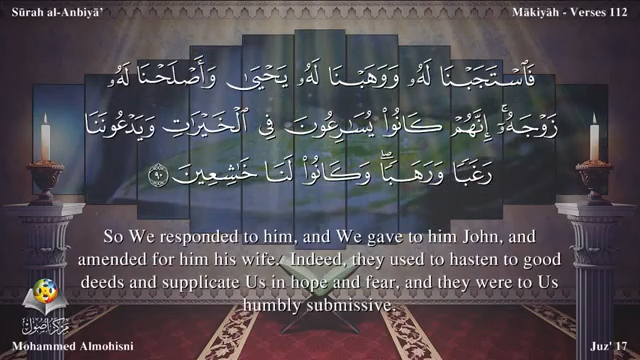 Sūrah al-Anbiyā’
Mākiyāh - Verses 112
فَٱسْتَجَبْنَا لَهُۥ وَوَهَبْنَا لَهُۥ يَحْيَىٰ وَأَصْلَحْنَا لَهُۥ
زَوْجَهُۥٓ ۚ إِنَّهُمْ كَانُوا۟ يُسَـٰرِعُونَ فِى ٱلْخَيْرَٰتِ وَيَدْعُونَنَا
رَغَبًا وَرَهَبًا ۖ وَكَانُوا۟ لَنَا خَـٰشِعِينَ ٩٠
So We responded to him, and We gave to him John, and
amended for him his wife. Indeed, they used to hasten to good
deeds and supplicate Us in hope and fear, and they were to Us
humbly submissive.
Mohammed Almohisni
Juz' 17